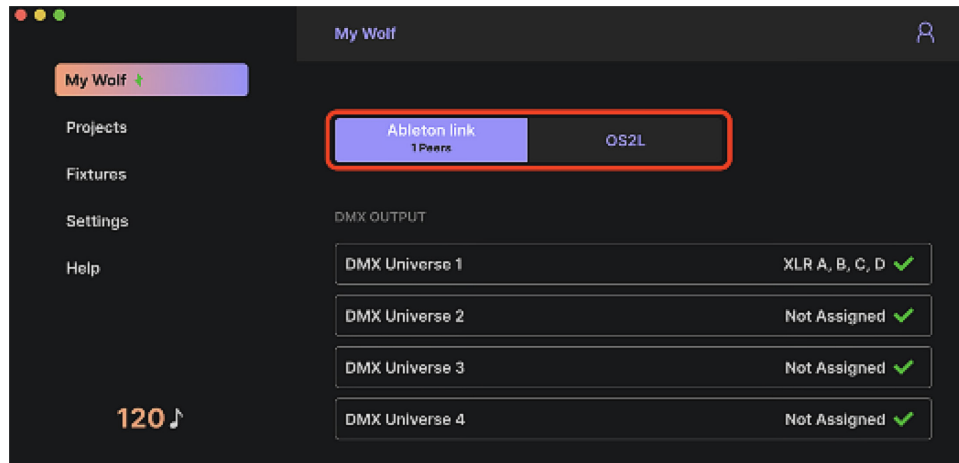 My Wolf
My Wolf
Projects
Fixtures
Settings
Help
120
Ableton link
1 Peers
OS2L
DMX OUTPUT
DMX Universe 1
XLR A, B, C, D
DMX Universe 2
Not Assigned
DMX Universe 3
Not Assigned
DMX Universe 4
Not Assigned